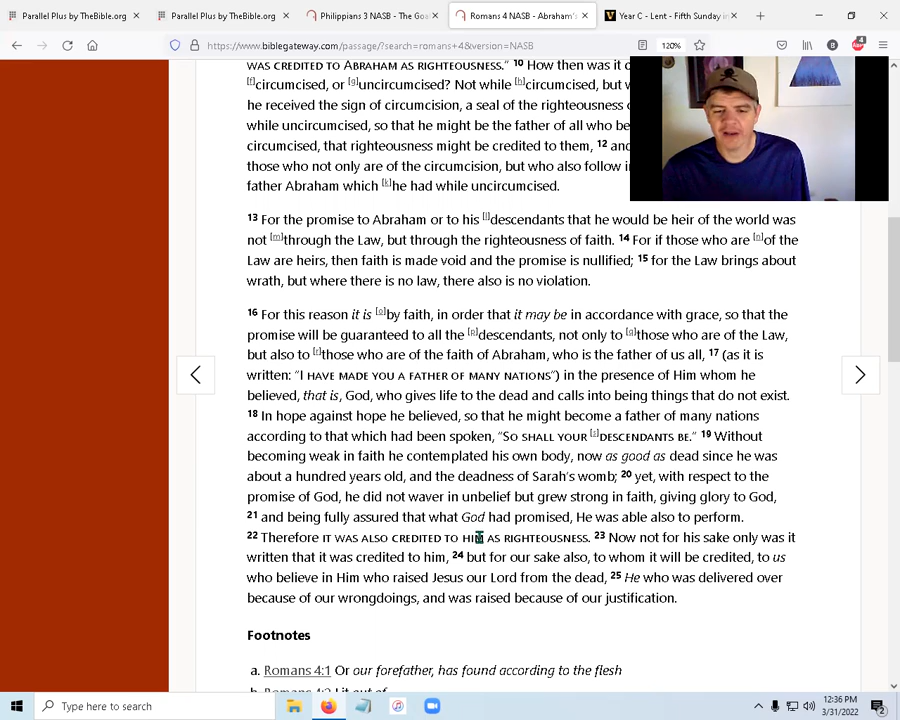 Parallel Plus by TheBible.org
Parallel Plus by TheBible.org
Philippians 3 NASB - The Goa
Romans 4 NASB - Abraham's
Year C - Lent - Fifth Sunday in
https://www.biblegateway.com/passage/?search=romans+4&version=NASB
120%
was credited to Abraham as righteousness.” 10 How then was it c
[f]circumcised, or [g]uncircumcised? Not while [h]circumcised, but w
he received the sign of circumcision, a seal of the righteousness o
while uncircumcised, so that he might be the father of all who be
circumcised, that righteousness might be credited to them, 12 and
those who not only are of the circumcision, but who also follow in
father Abraham which [k]he had while uncircumcised.
13 For the promise to Abraham or to his [l]descendants that he would be heir of the world was
not [m]through the Law, but through the righteousness of faith. 14 For if those who are [n]of the
Law are heirs, then faith is made void and the promise is nullified; 15 for the Law brings about
wrath, but where there is no law, there also is no violation.
16 For this reason it is [o]by faith, in order that it may be in accordance with grace, so that the
promise will be guaranteed to all the [p]descendants, not only to [q]those who are of the Law,
but also to [r]those who are of the faith of Abraham, who is the father of us all, 17 (as it is
written: “I have made you a father of many nations”) in the presence of Him whom he
believed, that is, God, who gives life to the dead and calls into being things that do not exist.
18 In hope against hope he believed, so that he might become a father of many nations
according to that which had been spoken, “So shall your [s]descendants be.” 19 Without
becoming weak in faith he contemplated his own body, now as good as dead since he was
about a hundred years old, and the deadness of Sarah’s womb; 20 yet, with respect to the
promise of God, he did not waver in unbelief but grew strong in faith, giving glory to God,
21 and being fully assured that what God had promised, He was able also to perform.
22 Therefore it was also credited to him as righteousness. 23 Now not for his sake only was it
written that it was credited to him, 24 but for our sake also, to whom it will be credited, to us
who believe in Him who raised Jesus our Lord from the dead, 25 He who was delivered over
because of our wrongdoings, and was raised because of our justification.
Footnotes
a. Romans 4:1 Or our forefather, has found according to the flesh
b. Romans 4:2 Lit out of
Type here to search
12:36 PM
3/31/2022